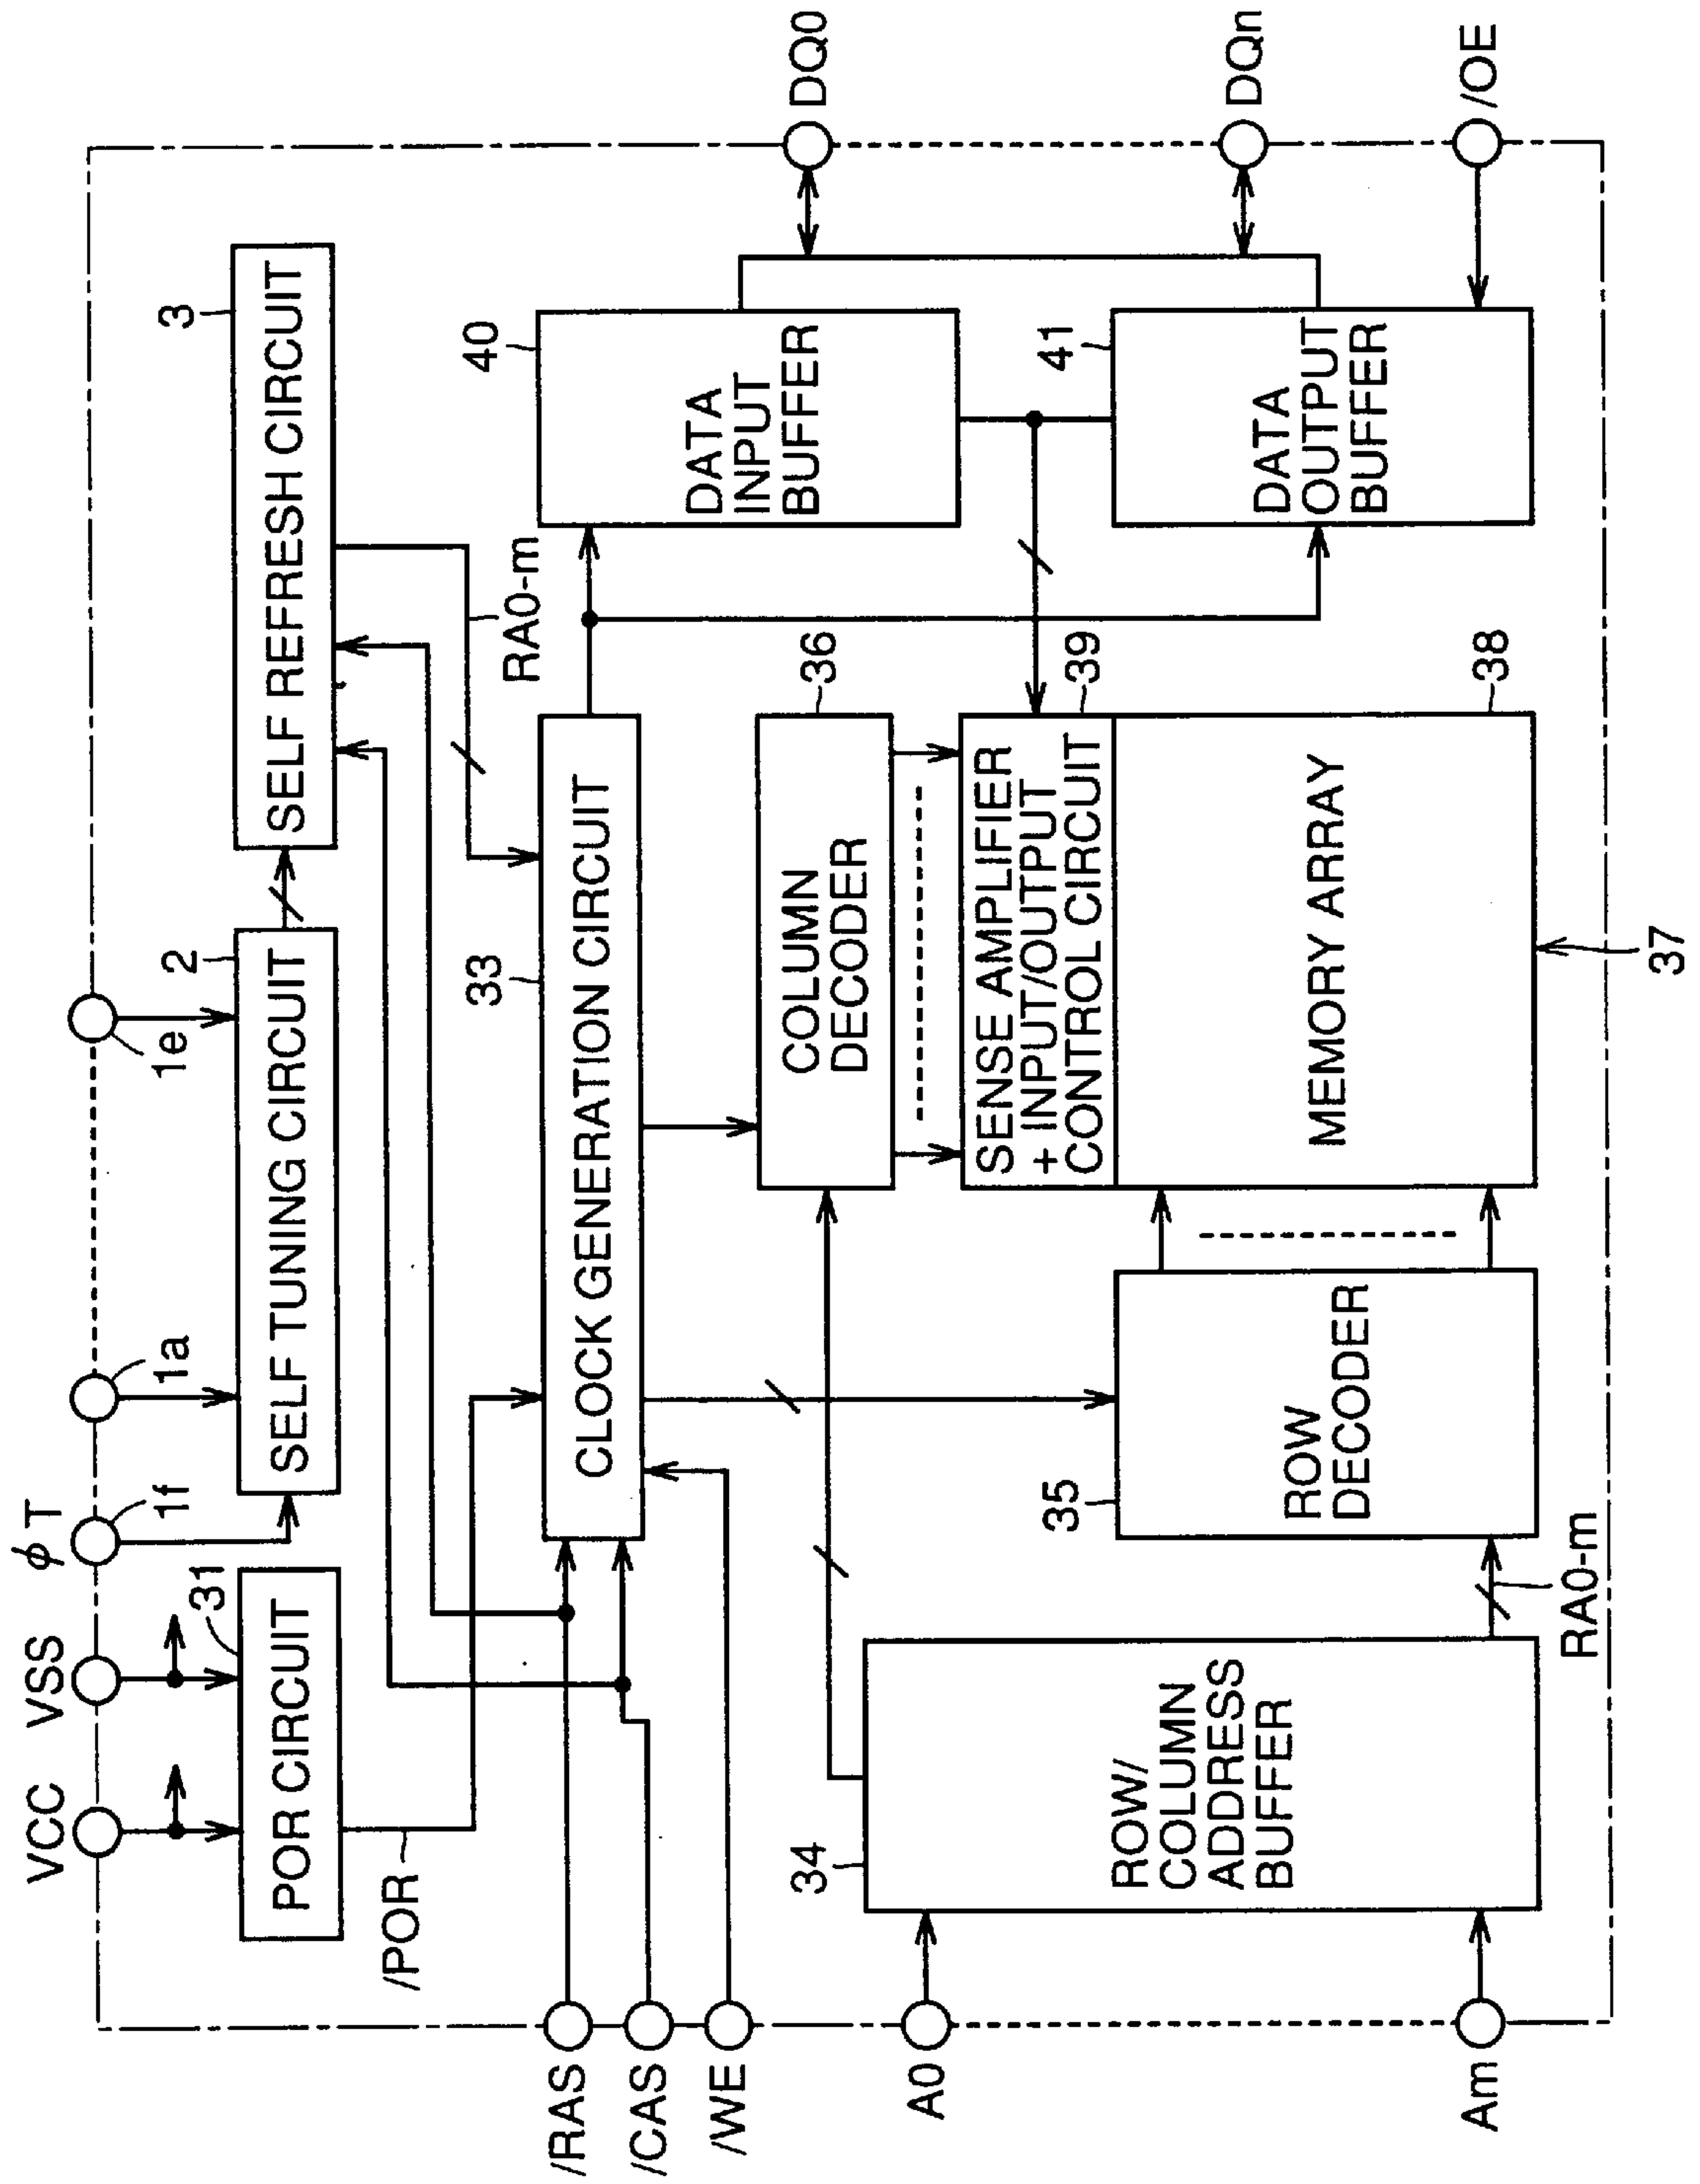 VCC
VSS
φT
1f
1a
1e
31
2
3
POR CIRCUIT
SELF TUNING CIRCUIT
SELF REFRESH CIRCUIT
/POR
RA0-m
33
CLOCK GENERATION CIRCUIT
/RAS
/CAS
/WE
40
DATA
INPUT
BUFFER
DQ0
36
COLUMN
DECODER
34
ROW/
COLUMN
ADDRESS
BUFFER
A0
Am
RA0-m
35
ROW
DECODER
39
SENSE AMPLIFIER
+ INPUT/OUTPUT
CONTROL CIRCUIT
38
MEMORY ARRAY
37
41
DATA
OUTPUT
BUFFER
DQn
/OE